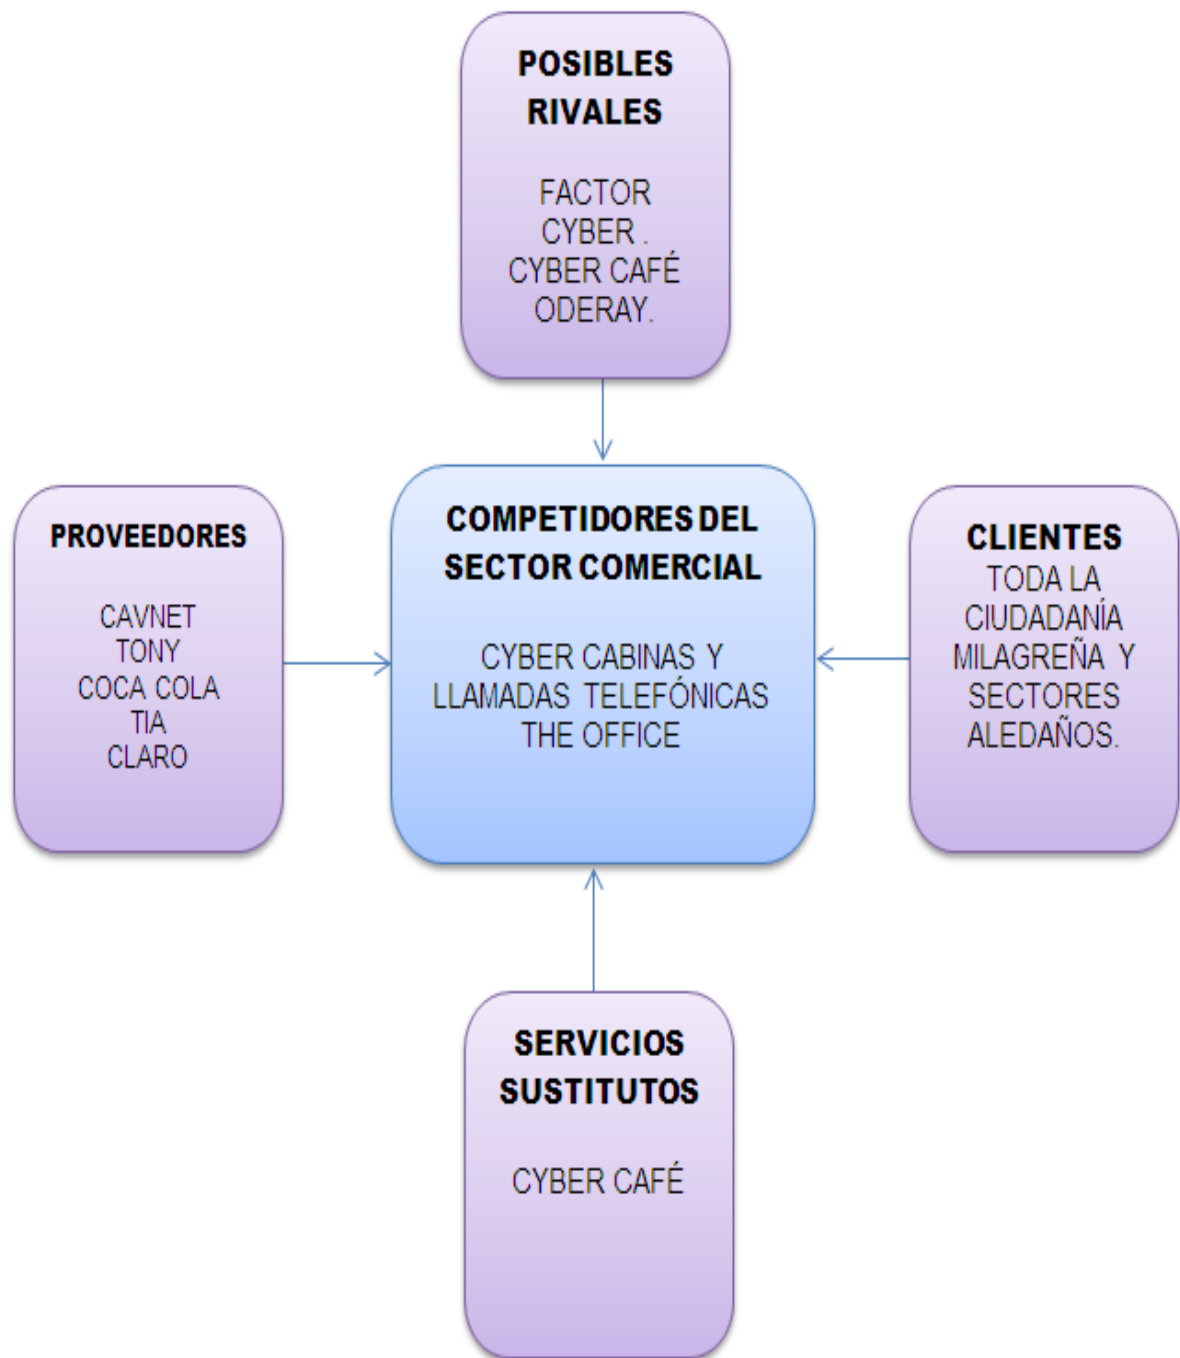 POSIBLES
RIVALES
FACTOR
CYBER .
CYBER CAFÉ
ODERAY.
PROVEEDORES
CAVNET
TONY
COCA COLA
TIA
CLARO
COMPETIDORES DEL
SECTOR COMERCIAL
CYBER CABINAS Y
LLAMADAS TELEFÓNICAS
THE OFFICE
CLIENTES
TODA LA
CIUDADANÍA
MILAGREÑA Y
SECTORES
ALEDAÑOS.
SERVICIOS
SUSTITUTOS
CYBER CAFÉ